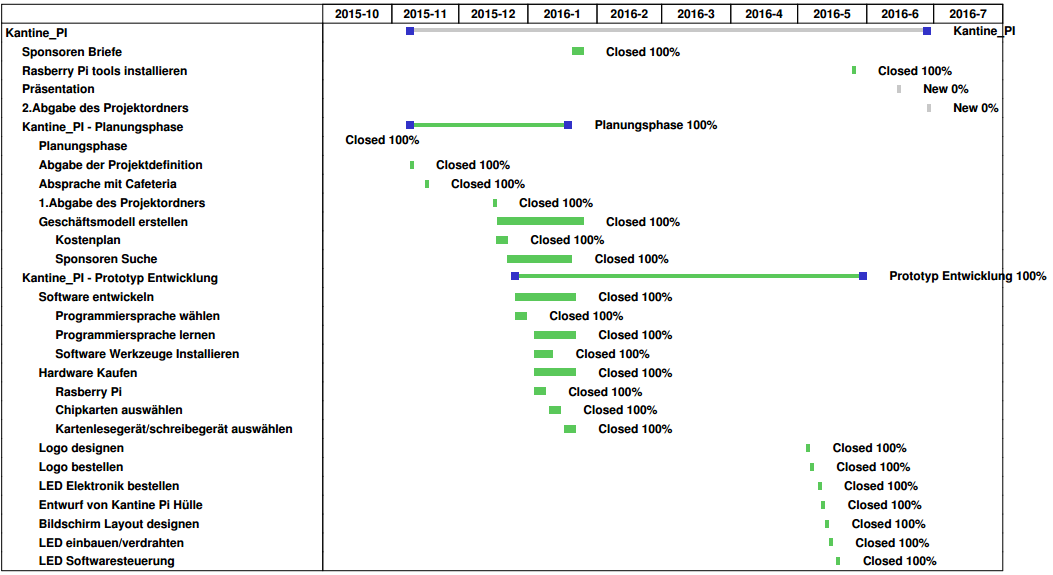 2015-10 2015-11 2015-12 2016-1 2016-2 2016-3 2016-4 2016-5 2016-6 2016-7
Kantine_PI Kantine_PI
Sponsoren Briefe Closed 100%
Rasberry Pi tools installieren Closed 100%
Präsentation New 0%
2.Abgabe des Projektordners New 0%
Kantine_PI - Planungsphase Planungsphase 100%
Planungsphase Closed 100%
Abgabe der Projektdefinition Closed 100%
Absprache mit Cafeteria Closed 100%
1.Abgabe des Projektordners Closed 100%
Geschäftsmodell erstellen Closed 100%
Kostenplan Closed 100%
Sponsoren Suche Closed 100%
Kantine_PI - Prototyp Entwicklung Prototyp Entwicklung 100%
Software entwickeln Closed 100%
Programmiersprache wählen Closed 100%
Programmiersprache lernen Closed 100%
Software Werkzeuge Installieren Closed 100%
Hardware Kaufen Closed 100%
Rasberry Pi Closed 100%
Chipkarten auswählen Closed 100%
Kartenlesegerät/schreibegerät auswählen Closed 100%
Logo designen Closed 100%
Logo bestellen Closed 100%
LED Elektronik bestellen Closed 100%
Entwurf von Kantine Pi Hülle Closed 100%
Bildschirm Layout designen Closed 100%
LED einbauen/verdrahten Closed 100%
LED Softwaresteuerung Closed 100%